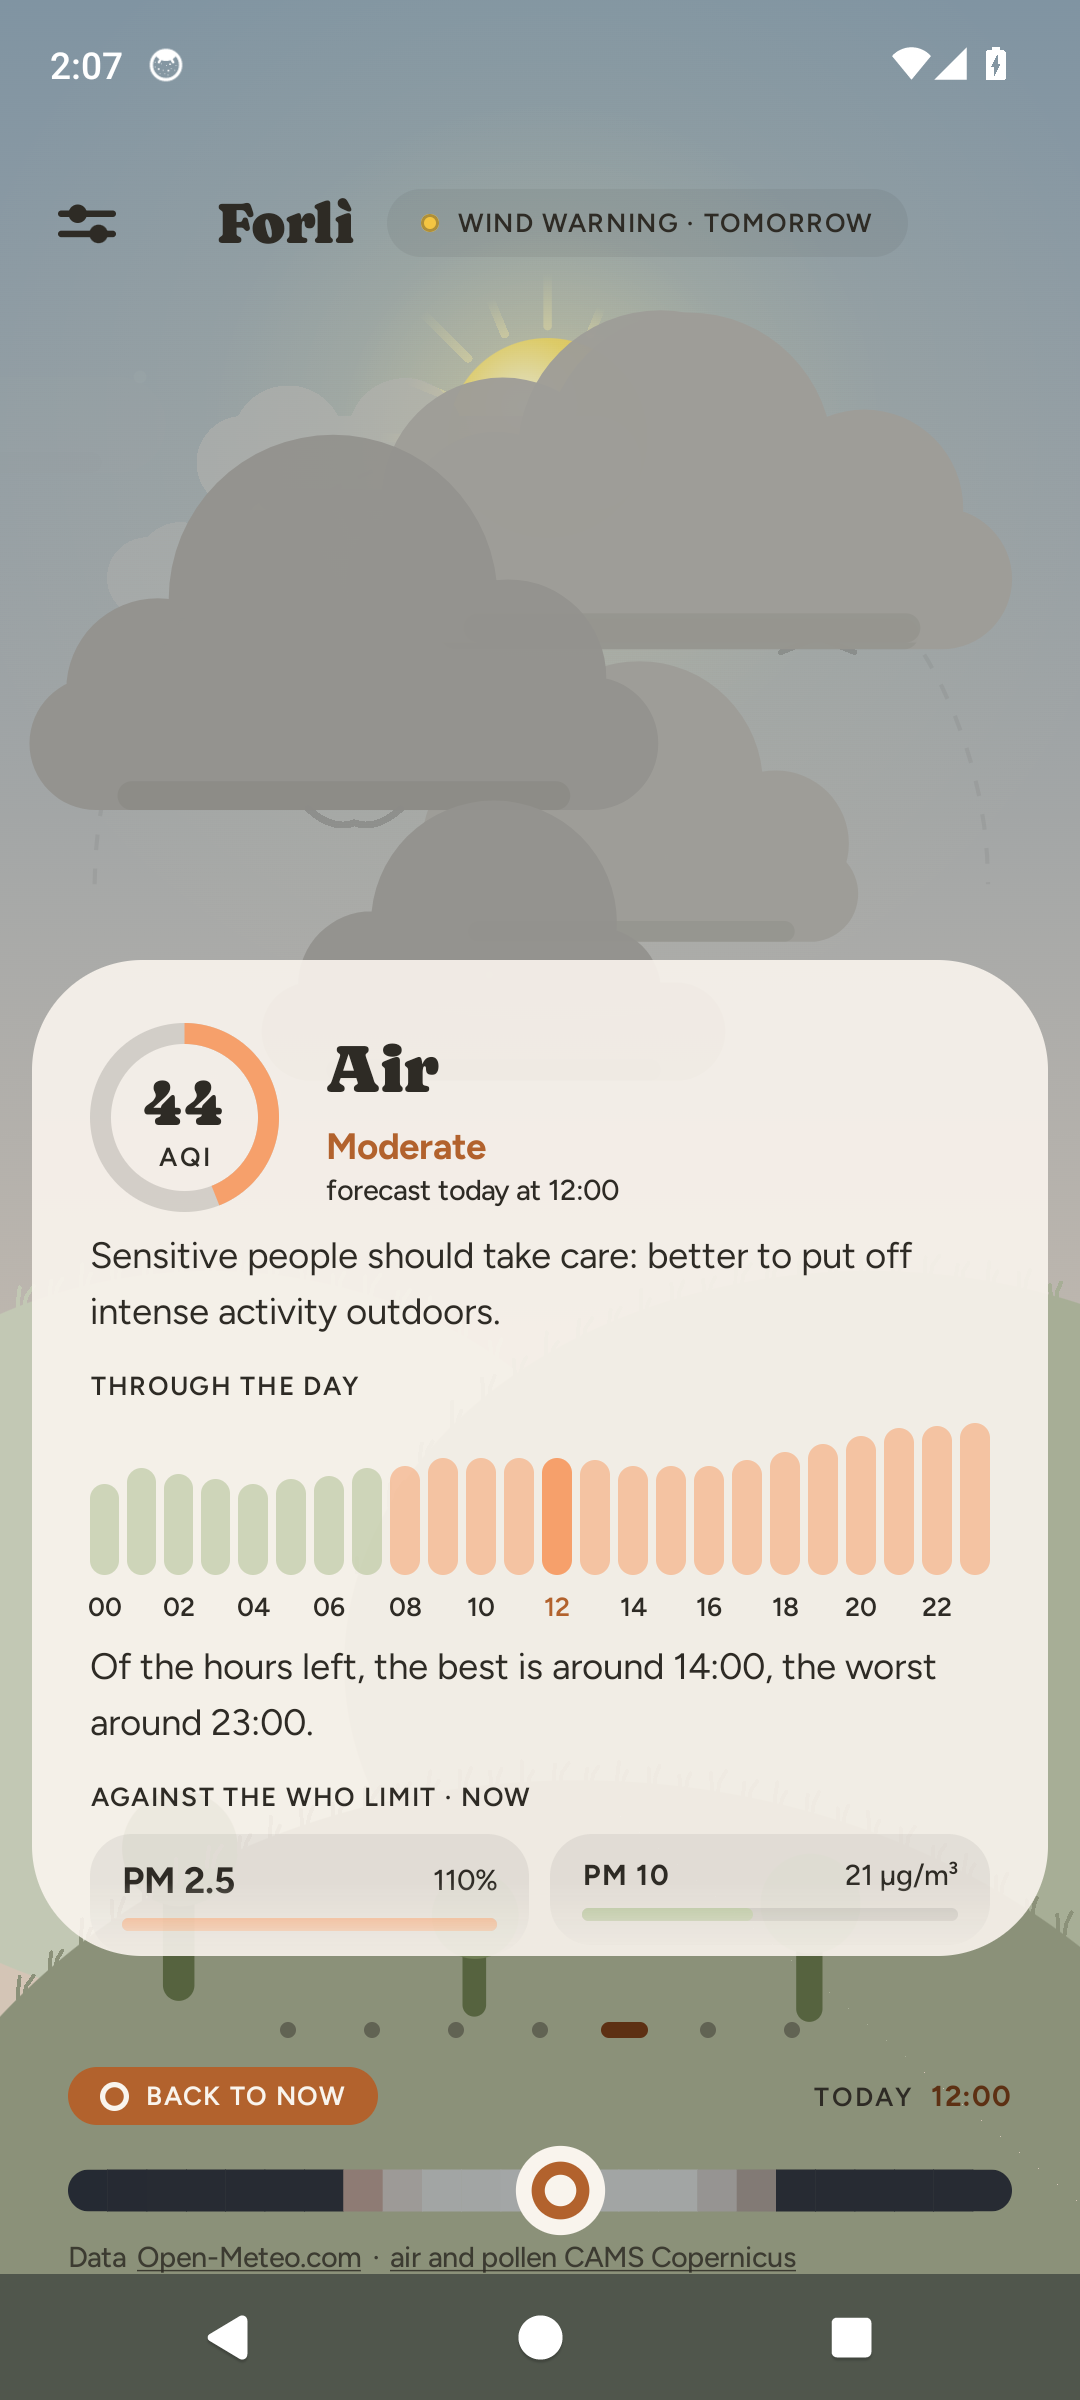 2:07
Forlì
WIND WARNING · TOMORROW
44
AQI
Air
Moderate
forecast today at 12:00
Sensitive people should take care: better to put off
intense activity outdoors.
THROUGH THE DAY
00 02 04 06 08 10 12 14 16 18 20 22
Of the hours left, the best is around 14:00, the worst
around 23:00.
AGAINST THE WHO LIMIT · NOW
PM 2.5 110%
PM 10 21 µg/m³
BACK TO NOW
TODAY 12:00
Data Open-Meteo.com · air and pollen CAMS Copernicus